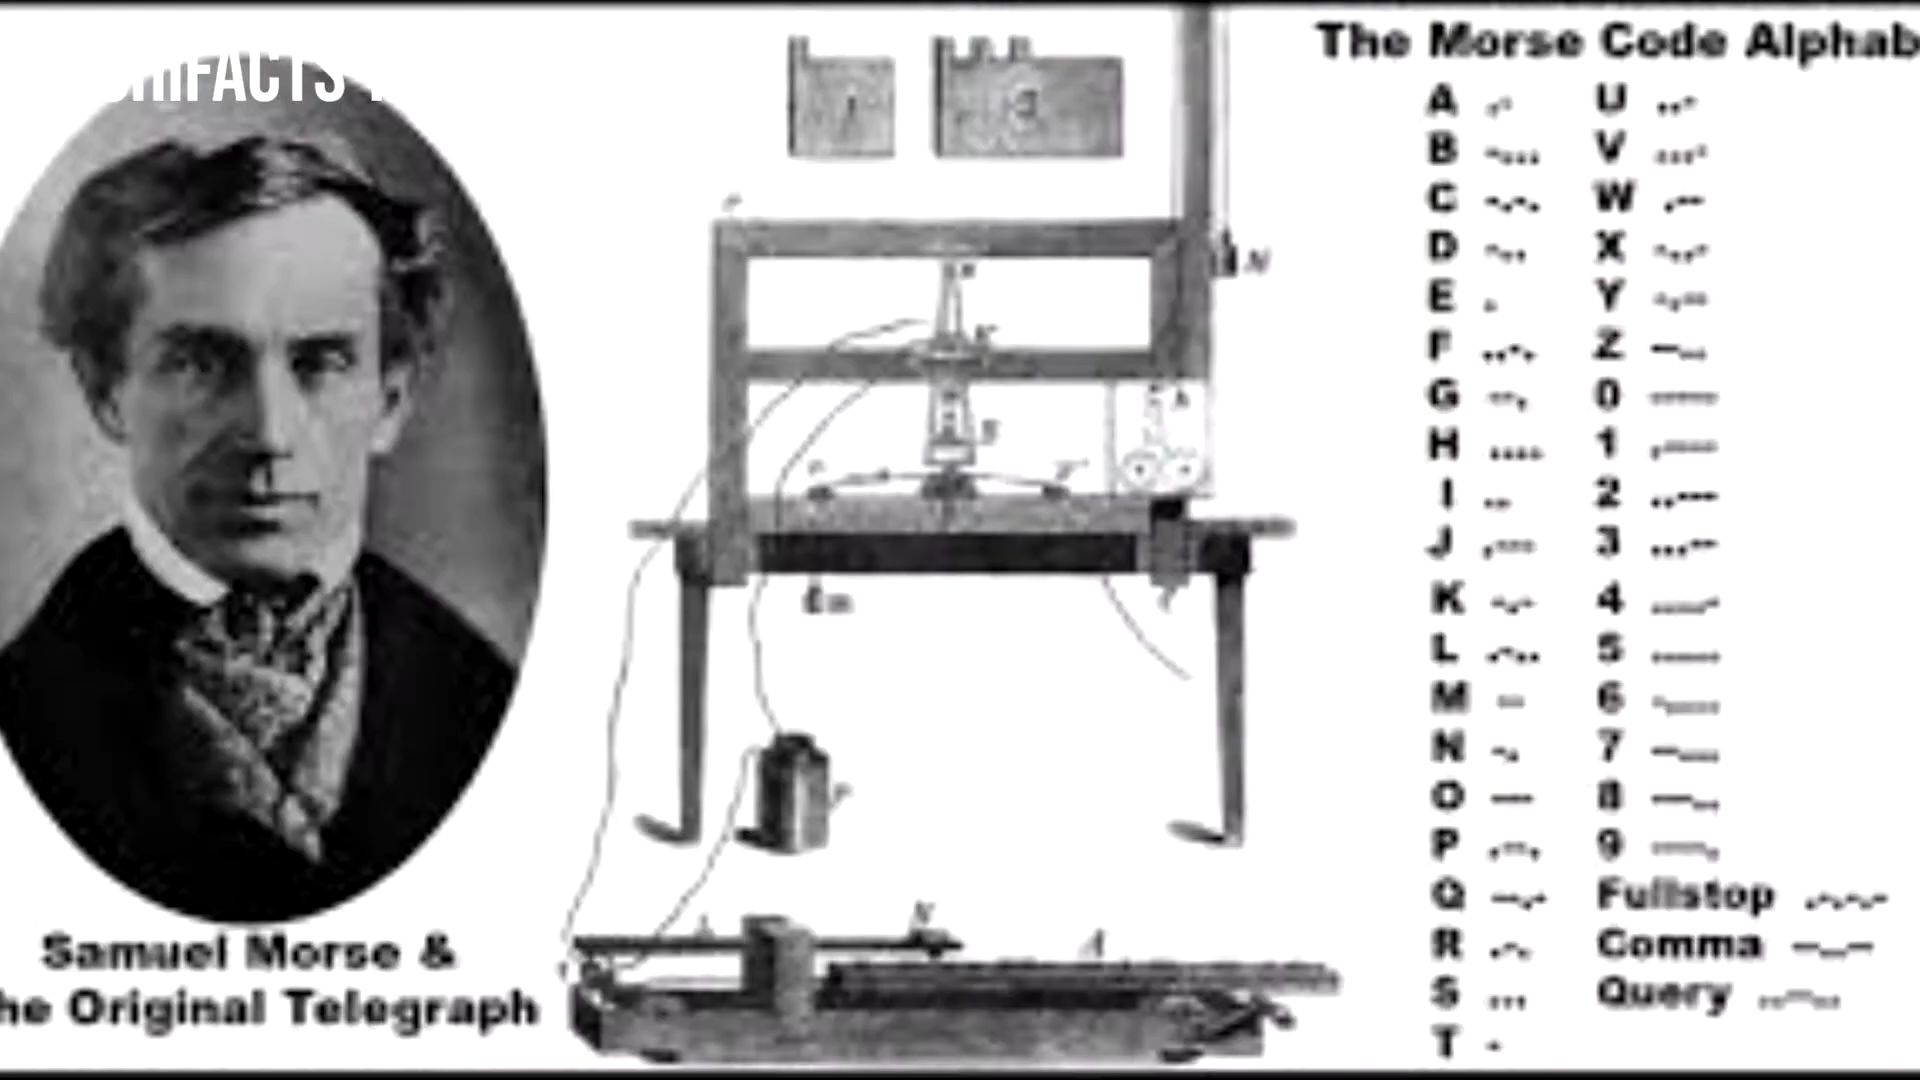 HIFACTS
The Morse Code Alphab
A .- U ..-
B -... V ...-
C -.-. W .--
D -.. X -..-
E . Y -.--
F ..-. Z --..
G --. 0 -----
H .... 1 .----
I .. 2 ..---
J .--- 3 ...--
K -.- 4 ....-
L .-.. 5 .....
M -- 6 -....
N -. 7 --...
O --- 8 ---..
P .--. 9 ----.
Q --.- Fullstop .-.-.-
R .-. Comma --..--
S ... Query ..--..
T -
Samuel Morse &
he Original Telegraph